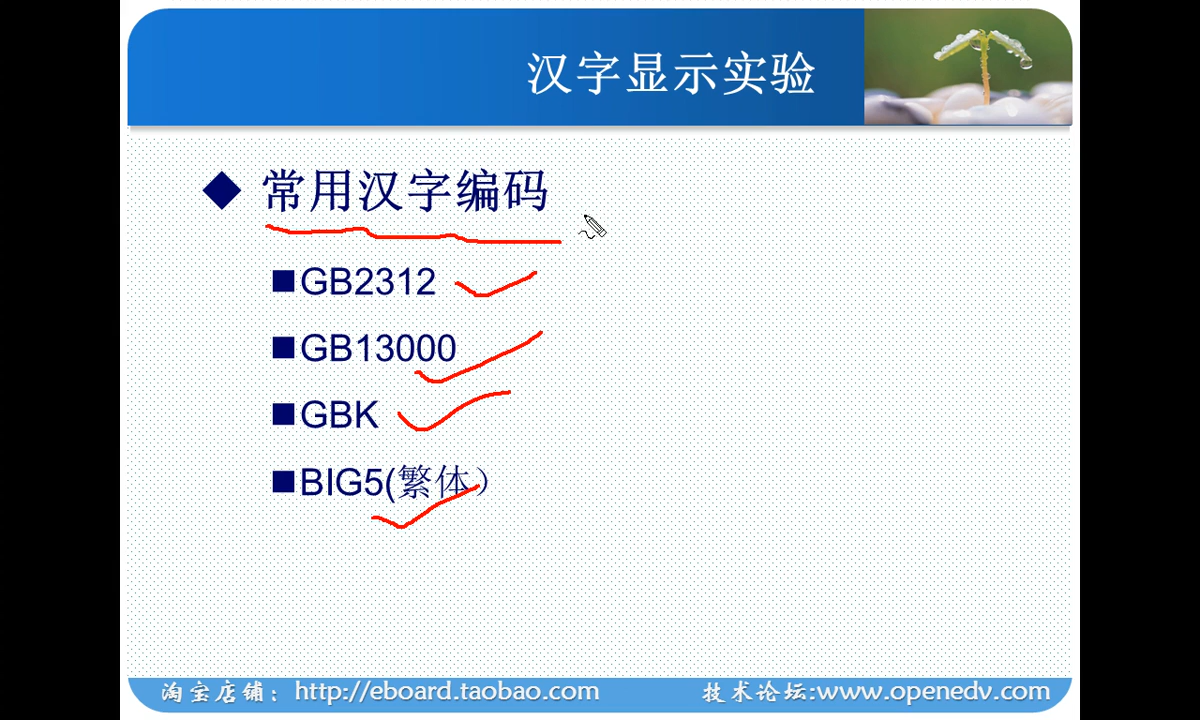 汉字显示实验
常用汉字编码
GB2312
GB13000
GBK
BIG5(繁体）
淘宝店铺：http://eboard.taobao.com
技术论坛:www.openedv.com